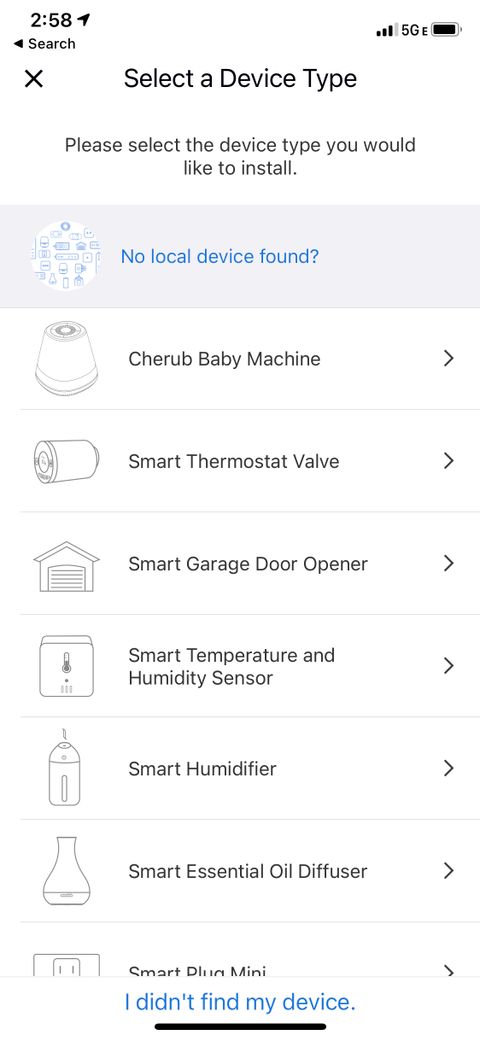 2:58
5GE
◀ Search
Select a Device Type
Please select the device type you would
like to install.
No local device found?
Cherub Baby Machine
Smart Thermostat Valve
Smart Garage Door Opener
Smart Temperature and
Humidity Sensor
Smart Humidifier
Smart Essential Oil Diffuser
Smart Plug Mini
I didn't find my device.